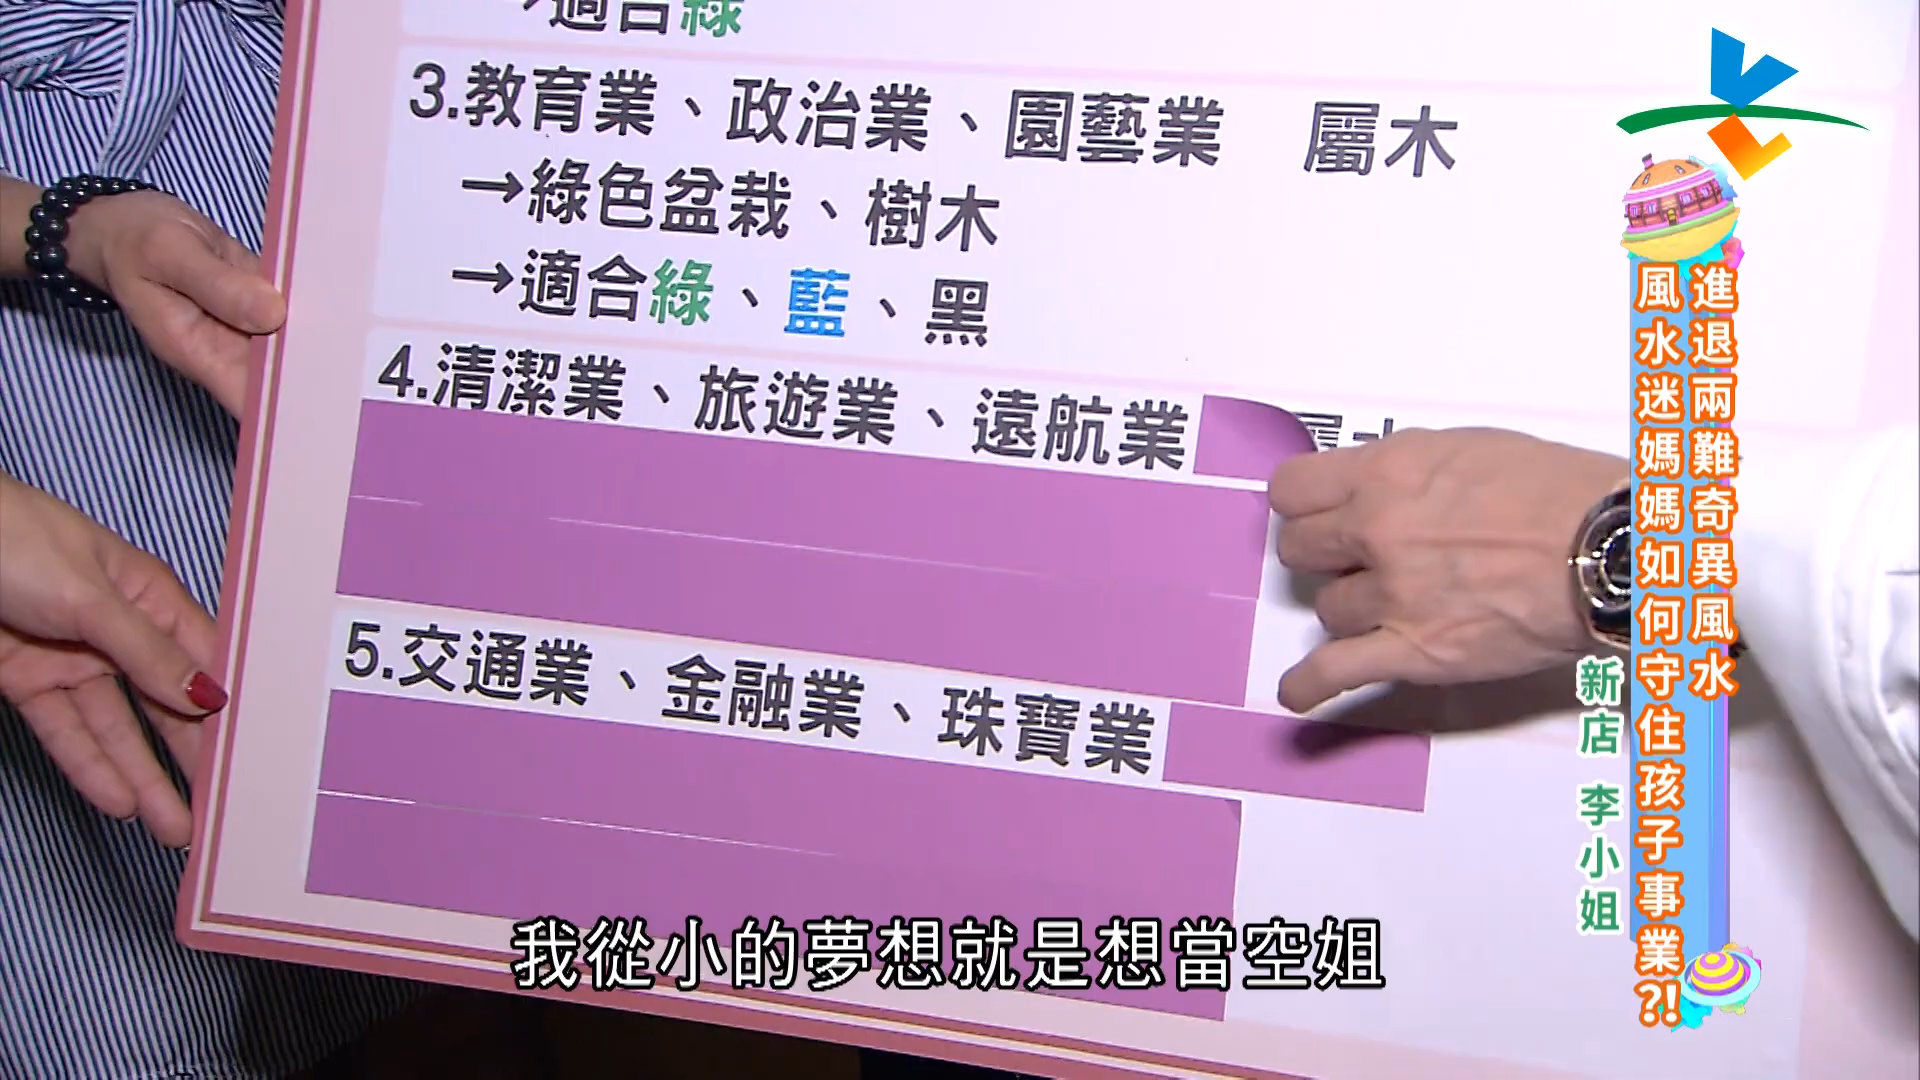 →適合綠
3.教育業、政治業、園藝業 屬木
→綠色盆栽、樹木
→適合綠、藍、黑
4.清潔業、旅遊業、遠航業 屬水
5.交通業、金融業、珠寶業
我從小的夢想就是想當空姐
進退兩難奇異風水
風水迷媽媽如何守住孩子事業?!
新店 李小姐